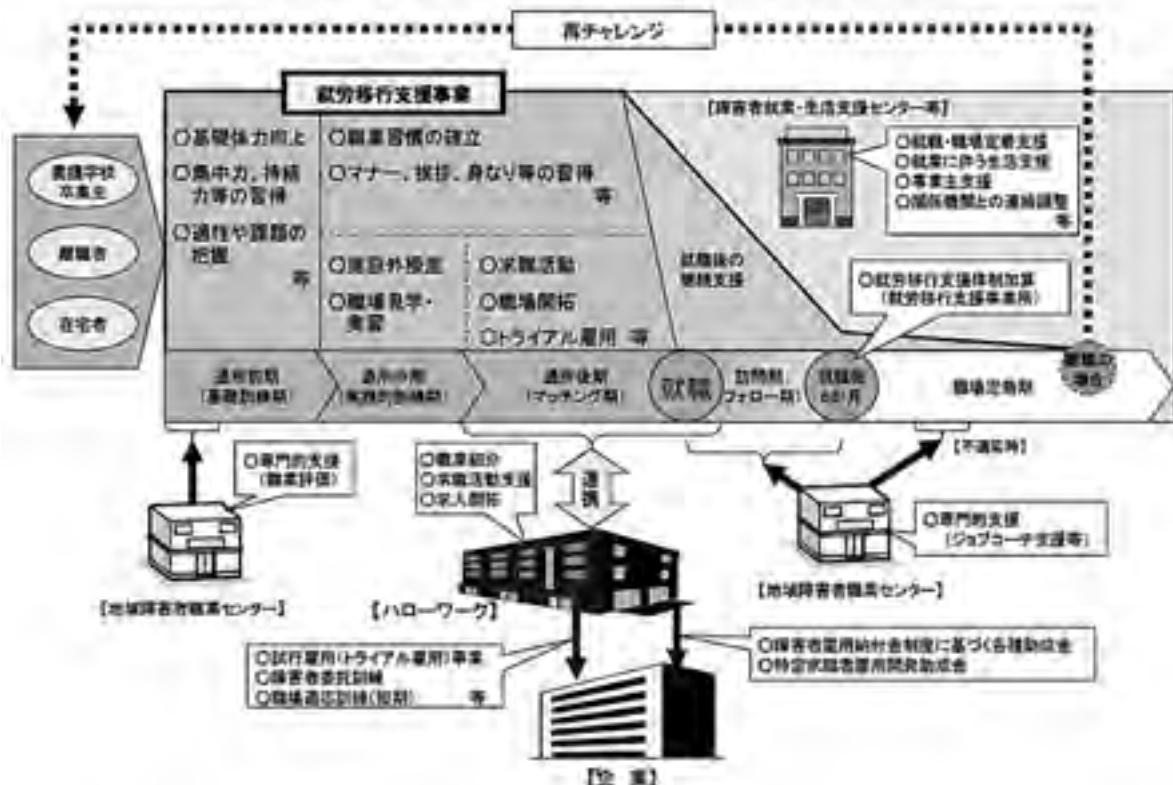 再チャレンジ
就労移行支援事業
養護学校
卒業生
離職者
在宅者
○基礎体力向上
○集中力、持続
力等の習得
○適性や課題の
把握
等
○職業習慣の確立
○マナー、挨拶、身なり等の習得
等
○施設外授産
○職場見学・
実習
○求職活動
○職場開拓
○トライアル雇用 等
就職後の
継続支援
【障害者就業・生活支援センター等】
○就職・職場定着支援
○就業に伴う生活支援
○事業主支援
○関係機関との連絡調整
等
○就労移行支援体制加算
(就労移行支援事業所)
通所前期
(基礎訓練期)
通所中期
(実践的訓練期)
通所後期
(マッチング期)
就職
訪問期、
フォロー期)
就職後
6か月
職場定着期
離職の
場合
○専門的支援
(職業評価)
【地域障害者職業センター】
○職業紹介
○求職活動支援
○求人開拓
連携
【ハローワーク】
【不適応時】
○専門的支援
(ジョブコーチ支援等)
【地域障害者職業センター】
○試行雇用(トライアル雇用)事業
○障害者委託訓練
○職場適応訓練(短期) 等
○障害者雇用納付金制度に基づく各種助成金
○特定求職者雇用開発助成金
【企 業】